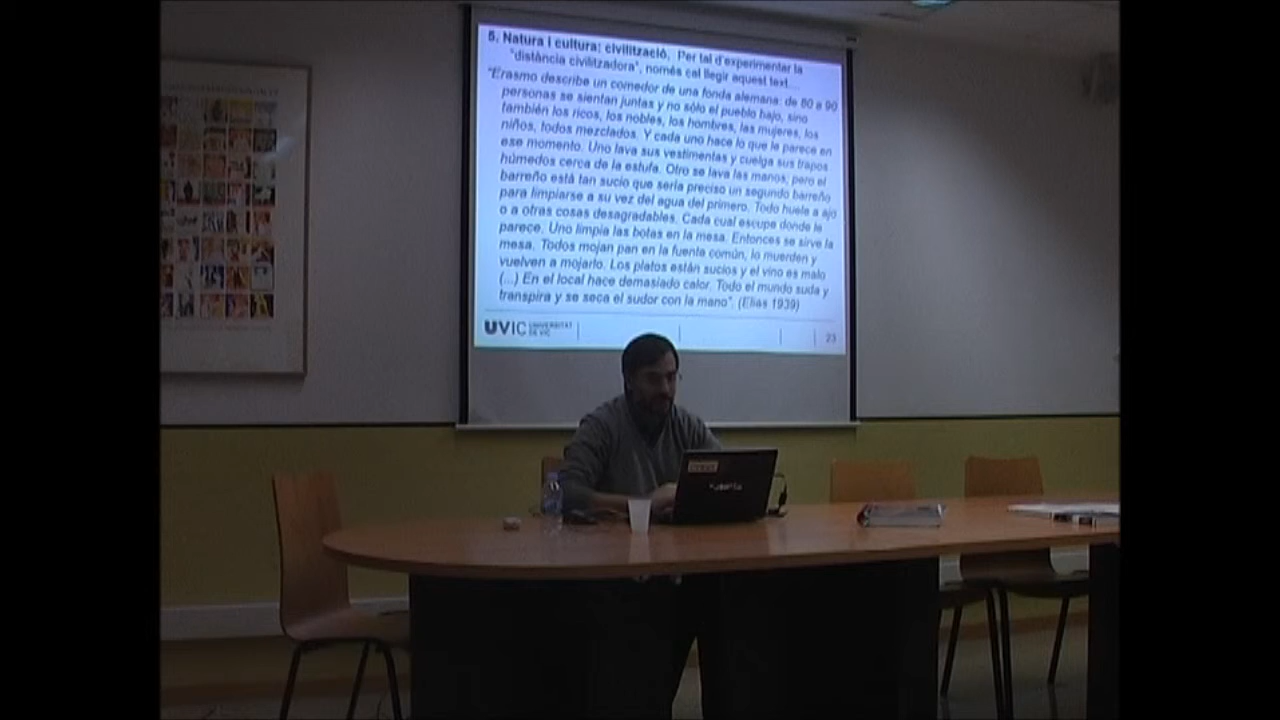 5. Natura i cultura: civilització. Per tal d'experimentar la
"distància civilitzadora", només cal llegir aquest text…
"Erasmo describe un comedor de una fonda alemana: de 80 a 90
personas se sientan juntas y no sólo el pueblo bajo, sino
también los ricos, los nobles, los hombres, las mujeres, los
niños, todos mezclados. Y cada uno hace lo que le parece en
ese momento. Uno lava sus vestimentas y cuelga sus trapos
húmedos cerca de la estufa. Otro se lava las manos; pero el
barreño está tan sucio que sería preciso un segundo barreño
para limpiarse a su vez del agua del primero. Todo huele a ajo
o a otras cosas desagradables. Cada cual escupe donde le
parece. Uno limpia las botas en la mesa. Entonces se sirve la
mesa. Todos mojan pan en la fuente común, lo muerden y
vuelven a mojarlo. Los platos están sucios y el vino es malo
(...) En el local hace demasiado calor. Todo el mundo suda y
transpira y se seca el sudor con la mano". (Elias 1939)
UVIC UNIVERSITAT
DE VIC
23